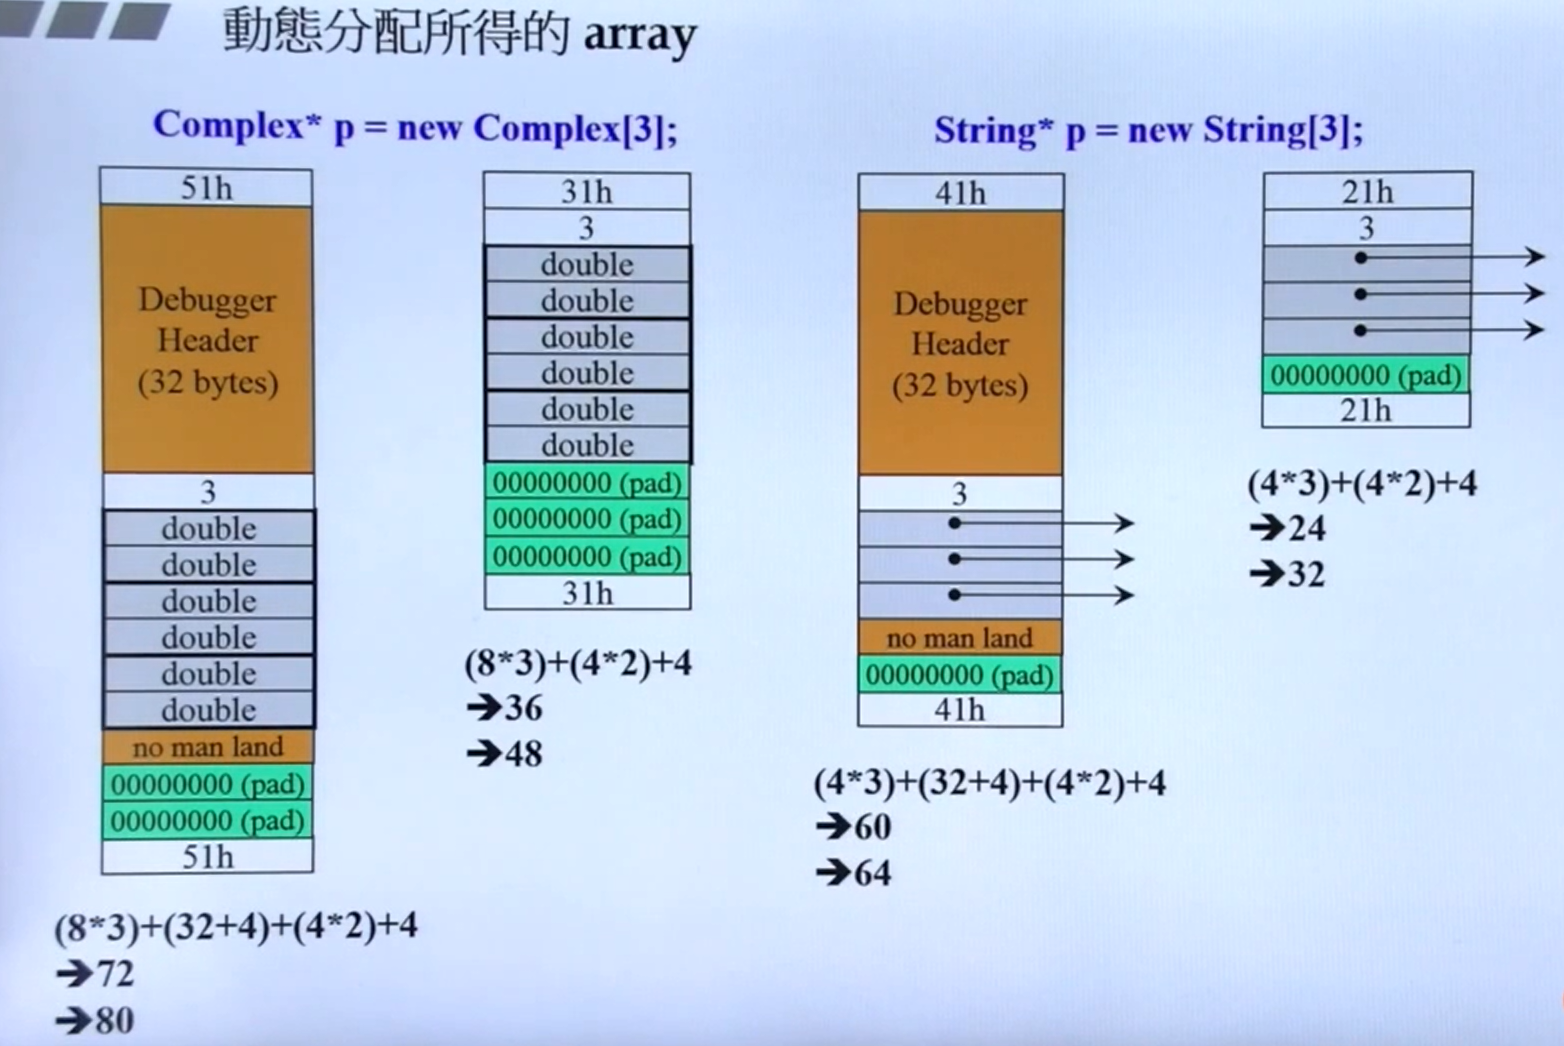 動態分配所得的 array
Complex* p = new Complex[3];
51h
Debugger
Header
(32 bytes)
3
double
double
double
double
double
double
no man land
00000000 (pad)
00000000 (pad)
51h
(8*3)+(32+4)+(4*2)+4
➔72
➔80
31h
3
double
double
double
double
double
double
00000000 (pad)
00000000 (pad)
00000000 (pad)
31h
(8*3)+(4*2)+4
➔36
➔48
String* p = new String[3];
41h
Debugger
Header
(32 bytes)
3
no man land
00000000 (pad)
41h
(4*3)+(32+4)+(4*2)+4
➔60
➔64
21h
3
00000000 (pad)
21h
(4*3)+(4*2)+4
➔24
➔32